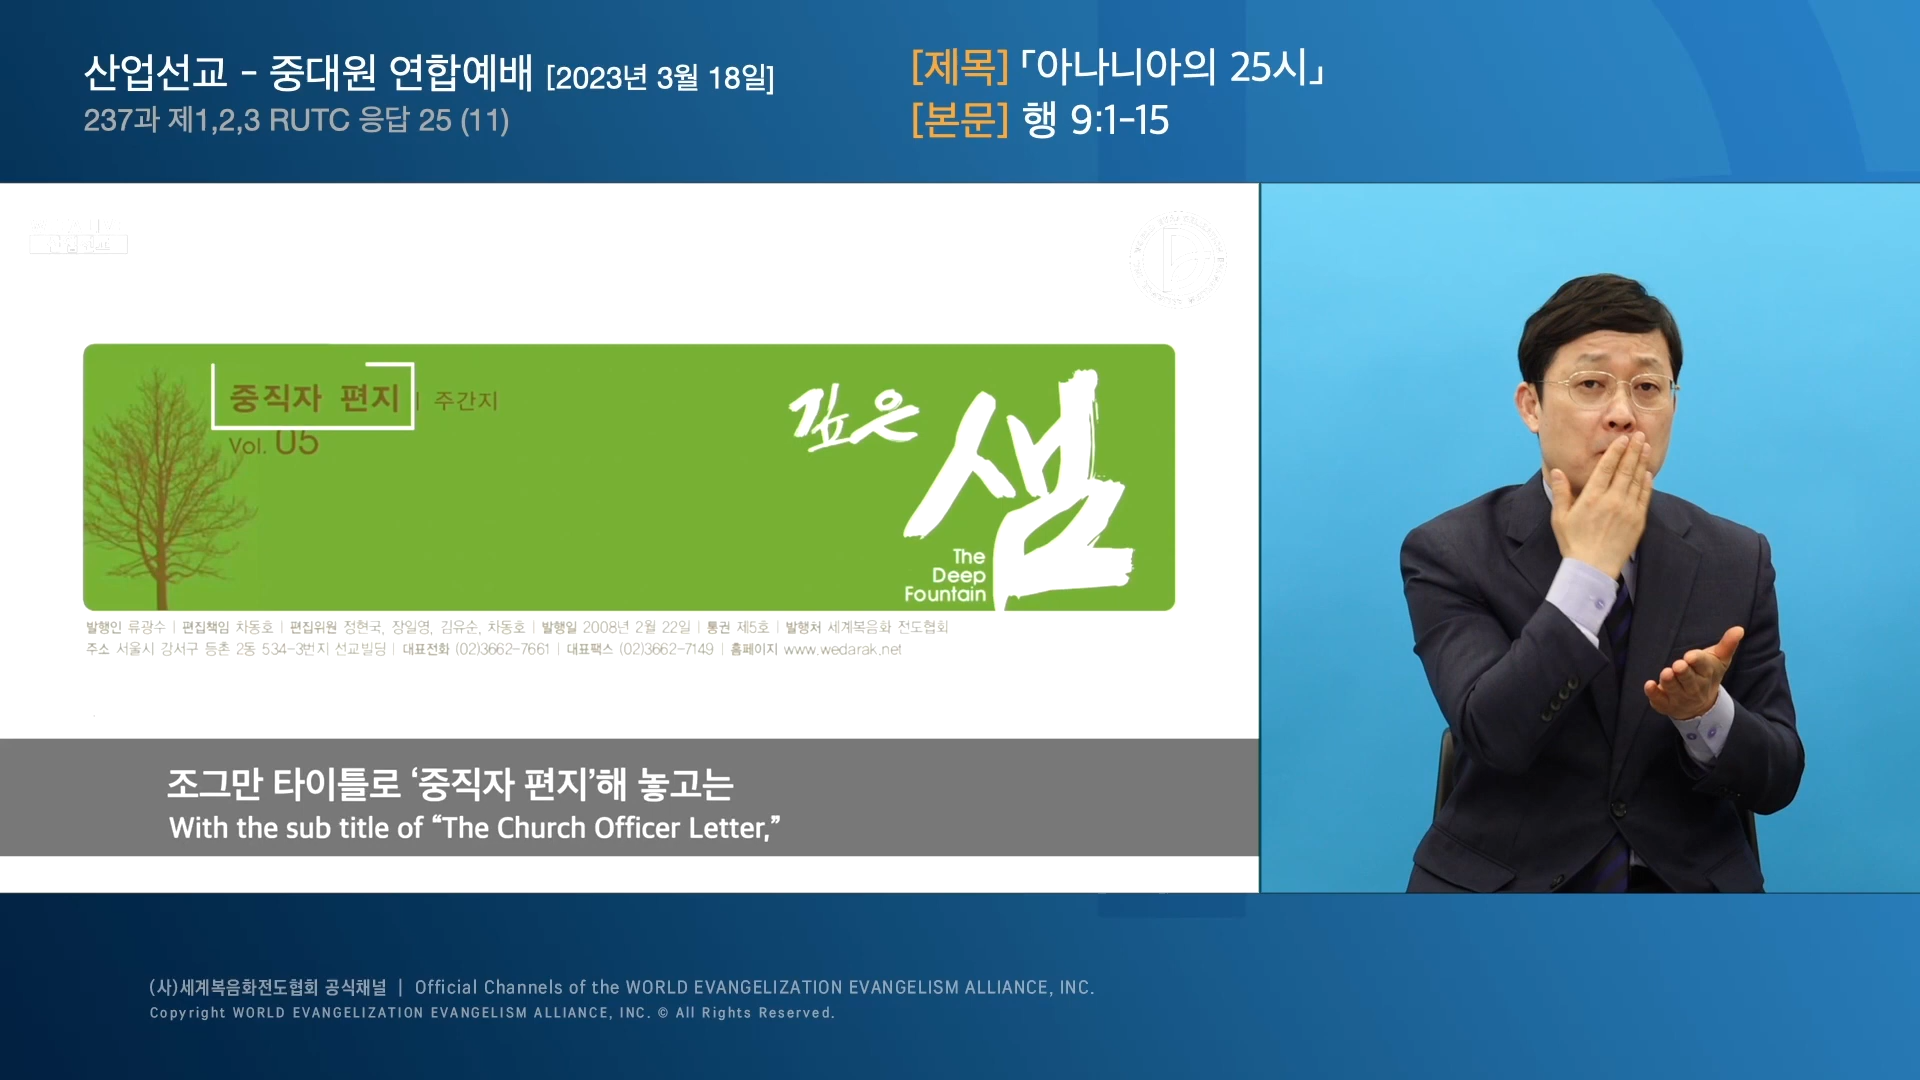 산업선교 - 중대원 연합예배 [2023년 3월 18일]
237과 제1,2,3 RUTC 응답 25 (11)
[제목] 「아나니아의 25시」
[본문] 행 9:1-15
산업선교
중직자 편지 | 주간지
Vol. 05
깊은 샘
The
Deep
Fountain
발행인 류광수 | 편집책임 차동호 | 편집위원 정현국, 장일영, 김유순, 차동호 | 발행일 2008년 2월 22일 | 통권 제5호 | 발행처 세계복음화 전도협회
주소 서울시 강서구 등촌 2동 534-3번지 선교빌딩 | 대표전화 (02)3662-7661 | 대표팩스 (02)3662-7149 | 홈페이지 www.wedarak.net
조그만 타이틀로 ‘중직자 편지’해 놓고는
With the sub title of “The Church Officer Letter,”
(사)세계복음화전도협회 공식채널 | Official Channels of the WORLD EVANGELIZATION EVANGELISM ALLIANCE, INC.
Copyright WORLD EVANGELIZATION EVANGELISM ALLIANCE, INC. © All Rights Reserved.